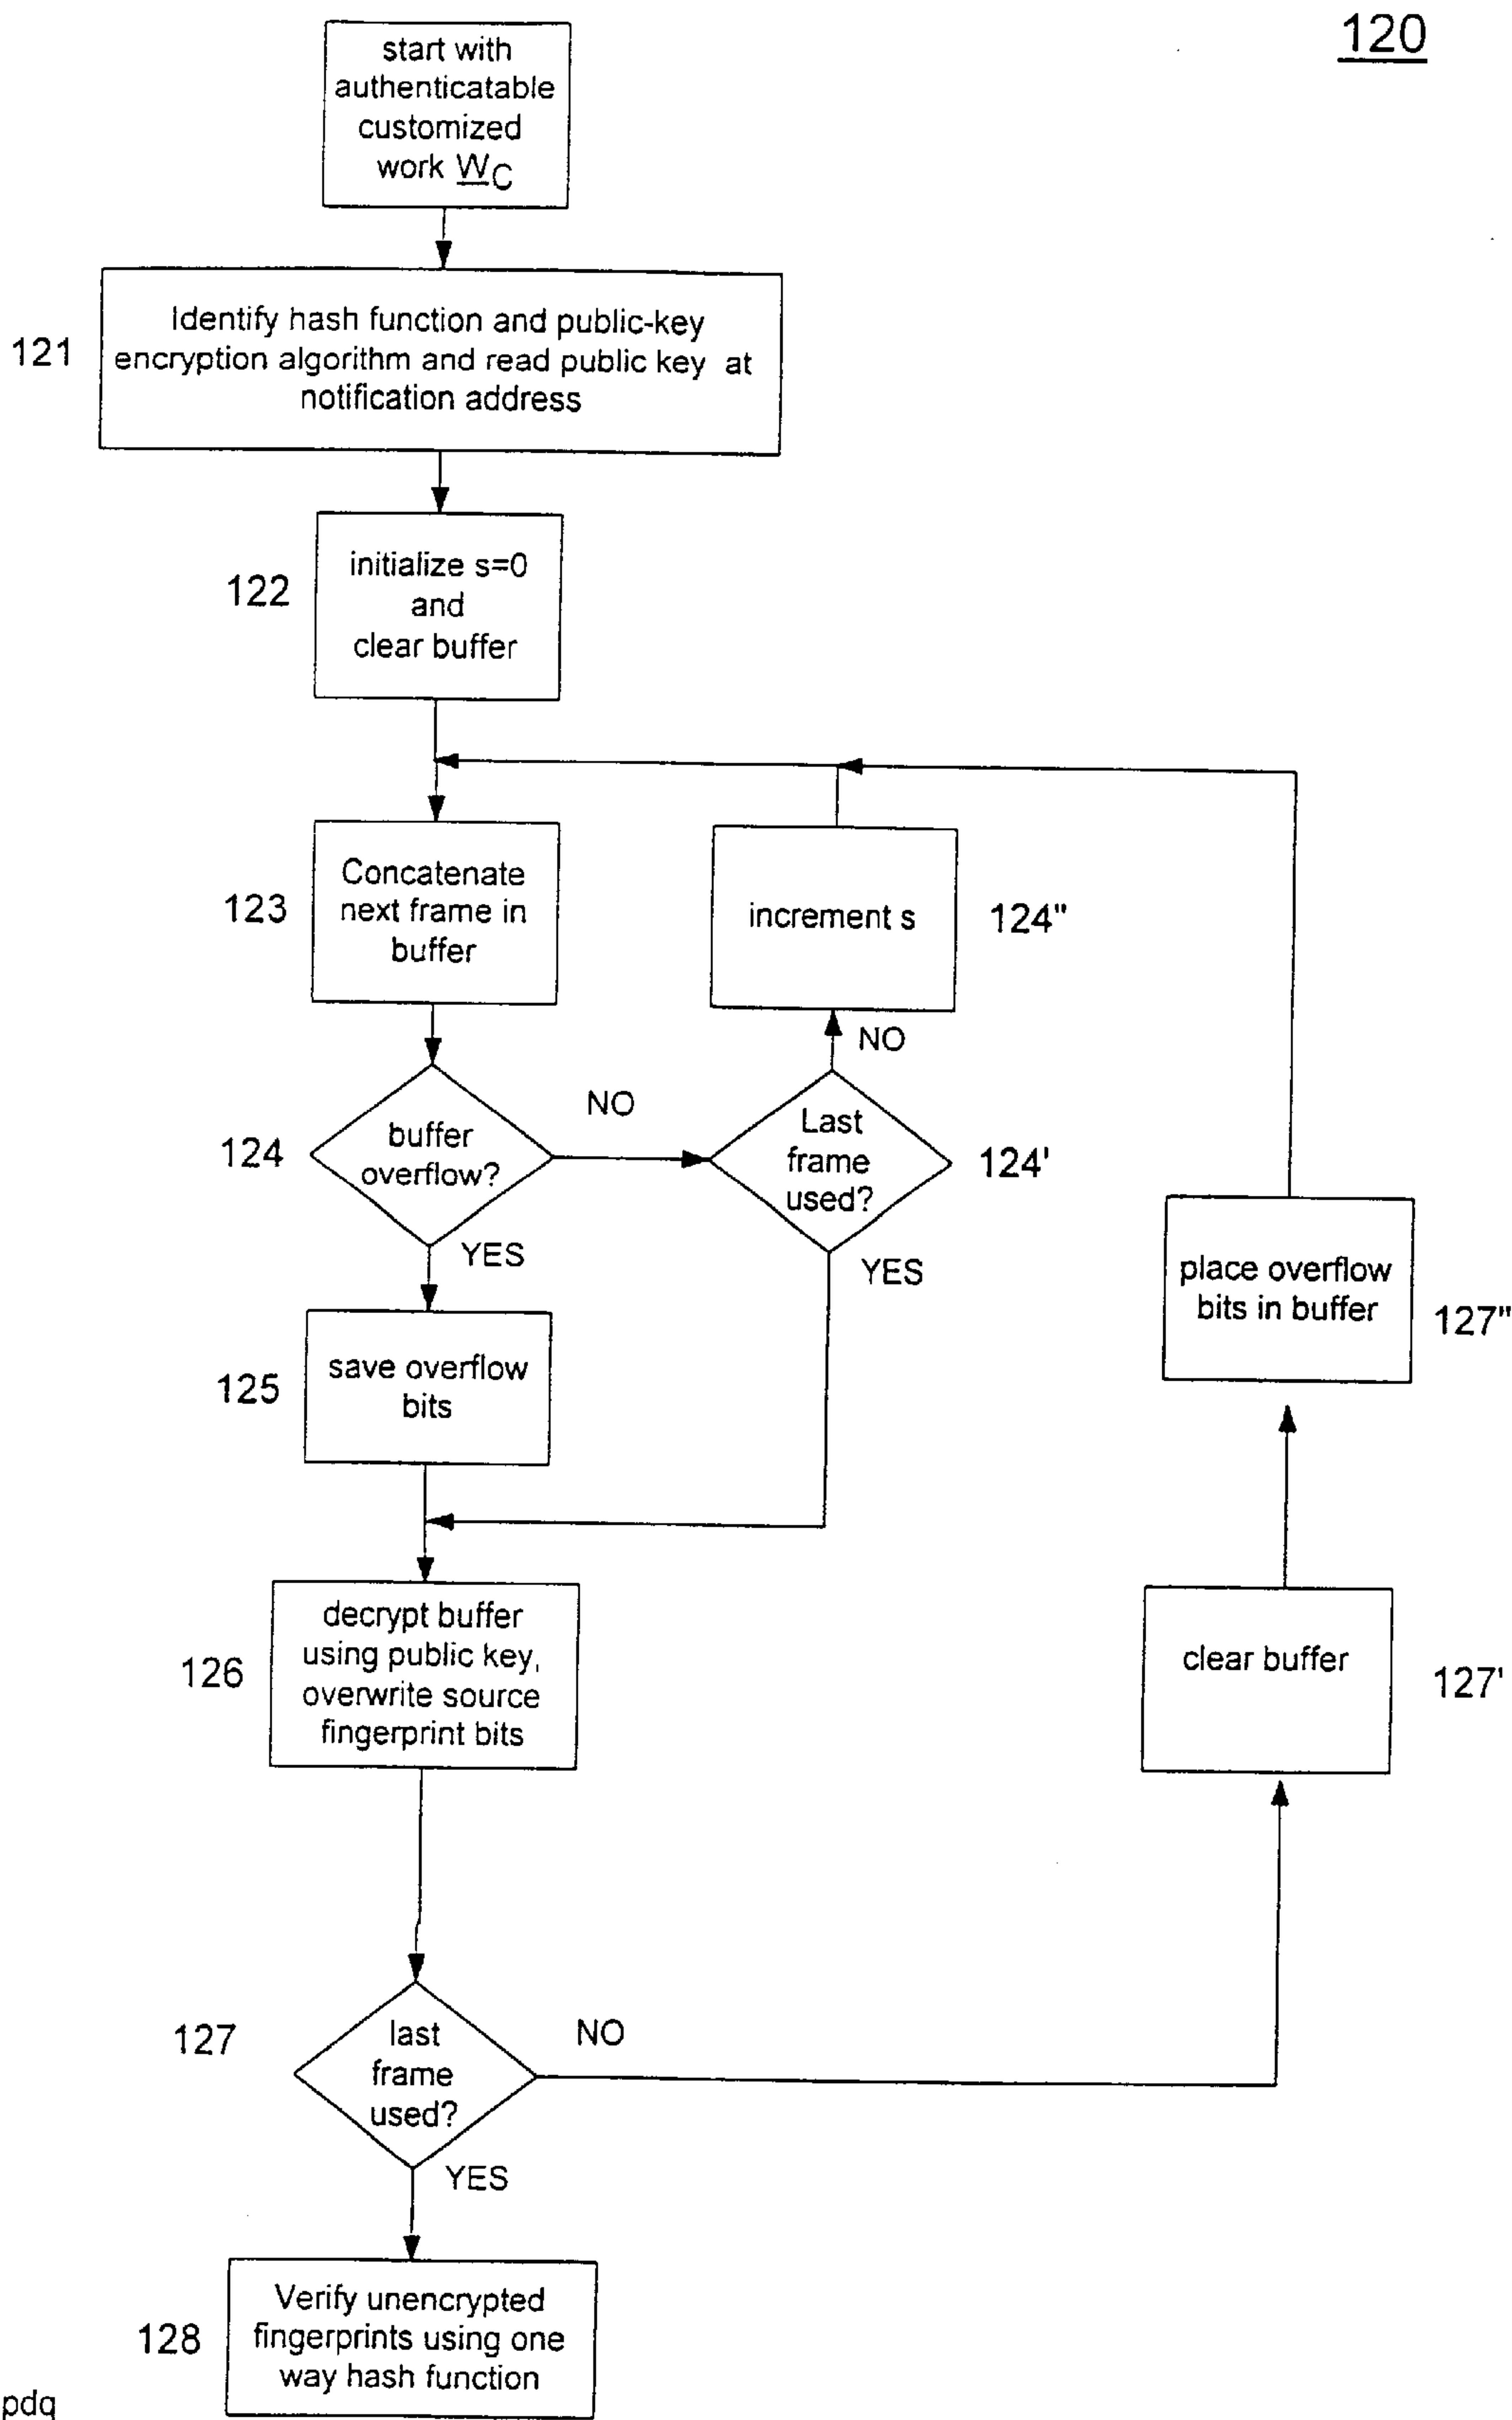 120
start with
authenticatable
customized
work WC
121
Identify hash function and public-key
encryption algorithm and read public key at
notification address
122
initialize s=0
and
clear buffer
123
Concatenate
next frame in
buffer
increment s
124"
NO
124
buffer
overflow?
NO
Last
frame
used?
124'
YES
YES
place overflow
bits in buffer
127"
125
save overflow
bits
126
decrypt buffer
using public key,
overwrite source
fingerprint bits
clear buffer
127'
127
last
frame
used?
NO
YES
128
Verify unencrypted
fingerprints using one
way hash function
pdq